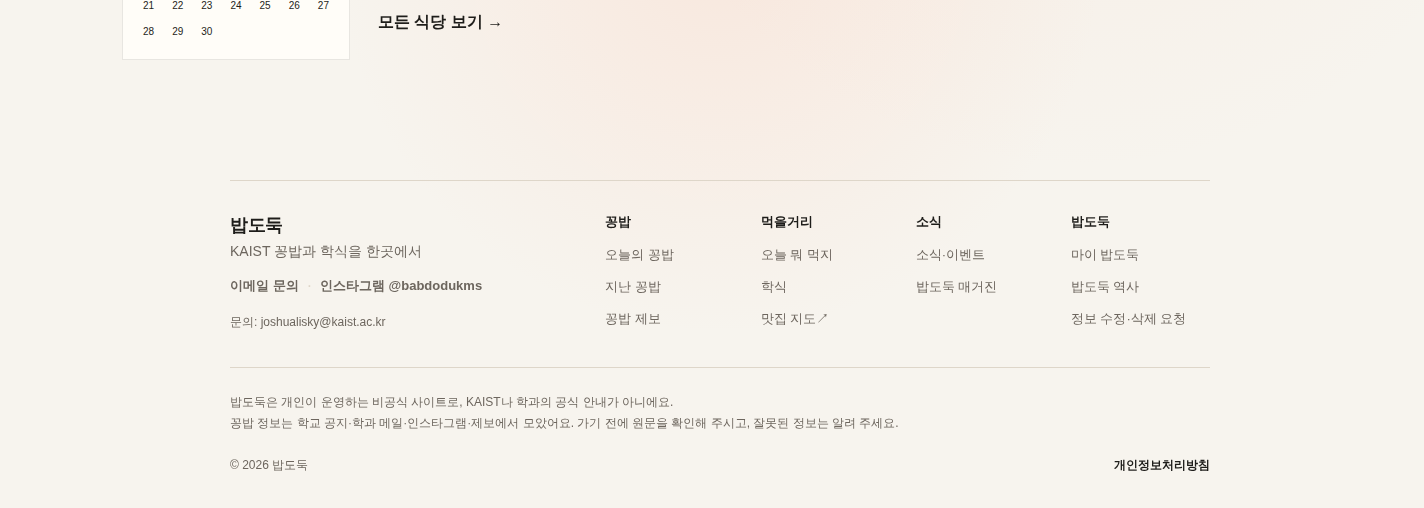 21 22 23 24 25 26 27
28 29 30
모든 식당 보기 →
밥도둑
KAIST 꽁밥과 학식을 한곳에서
이메일 문의 · 인스타그램 @babdodukms
문의: joshualisky@kaist.ac.kr
꽁밥
오늘의 꽁밥
지난 꽁밥
꽁밥 제보
먹을거리
오늘 뭐 먹지
학식
맛집 지도↗
소식
소식·이벤트
밥도둑 매거진
밥도둑
마이 밥도둑
밥도둑 역사
정보 수정·삭제 요청
밥도둑은 개인이 운영하는 비공식 사이트로, KAIST나 학과의 공식 안내가 아니에요.
꽁밥 정보는 학교 공지·학과 메일·인스타그램·제보에서 모았어요. 가기 전에 원문을 확인해 주시고, 잘못된 정보는 알려 주세요.
© 2026 밥도둑
개인정보처리방침